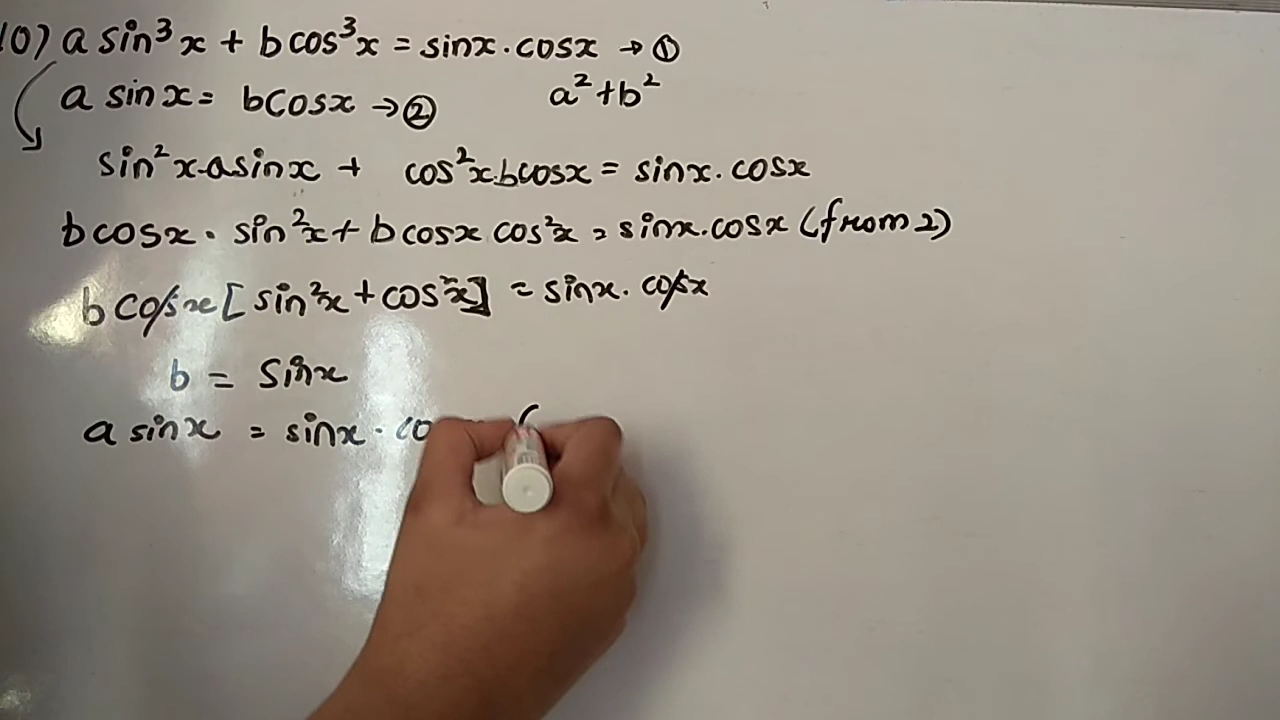 10) a sin³x + b cos³x = sinx . cosx → ①
a sinx = bcosx → ② a² + b²
sin²x.asinx + cos²x.bcosx = sinx . cosx
bcosx . sin²x + bcosx cos²x = sinx.cosx (from 2)
bcosx [sin²x + cos²x] = sinx . cosx
b = sinx
a sinx = sinx . co